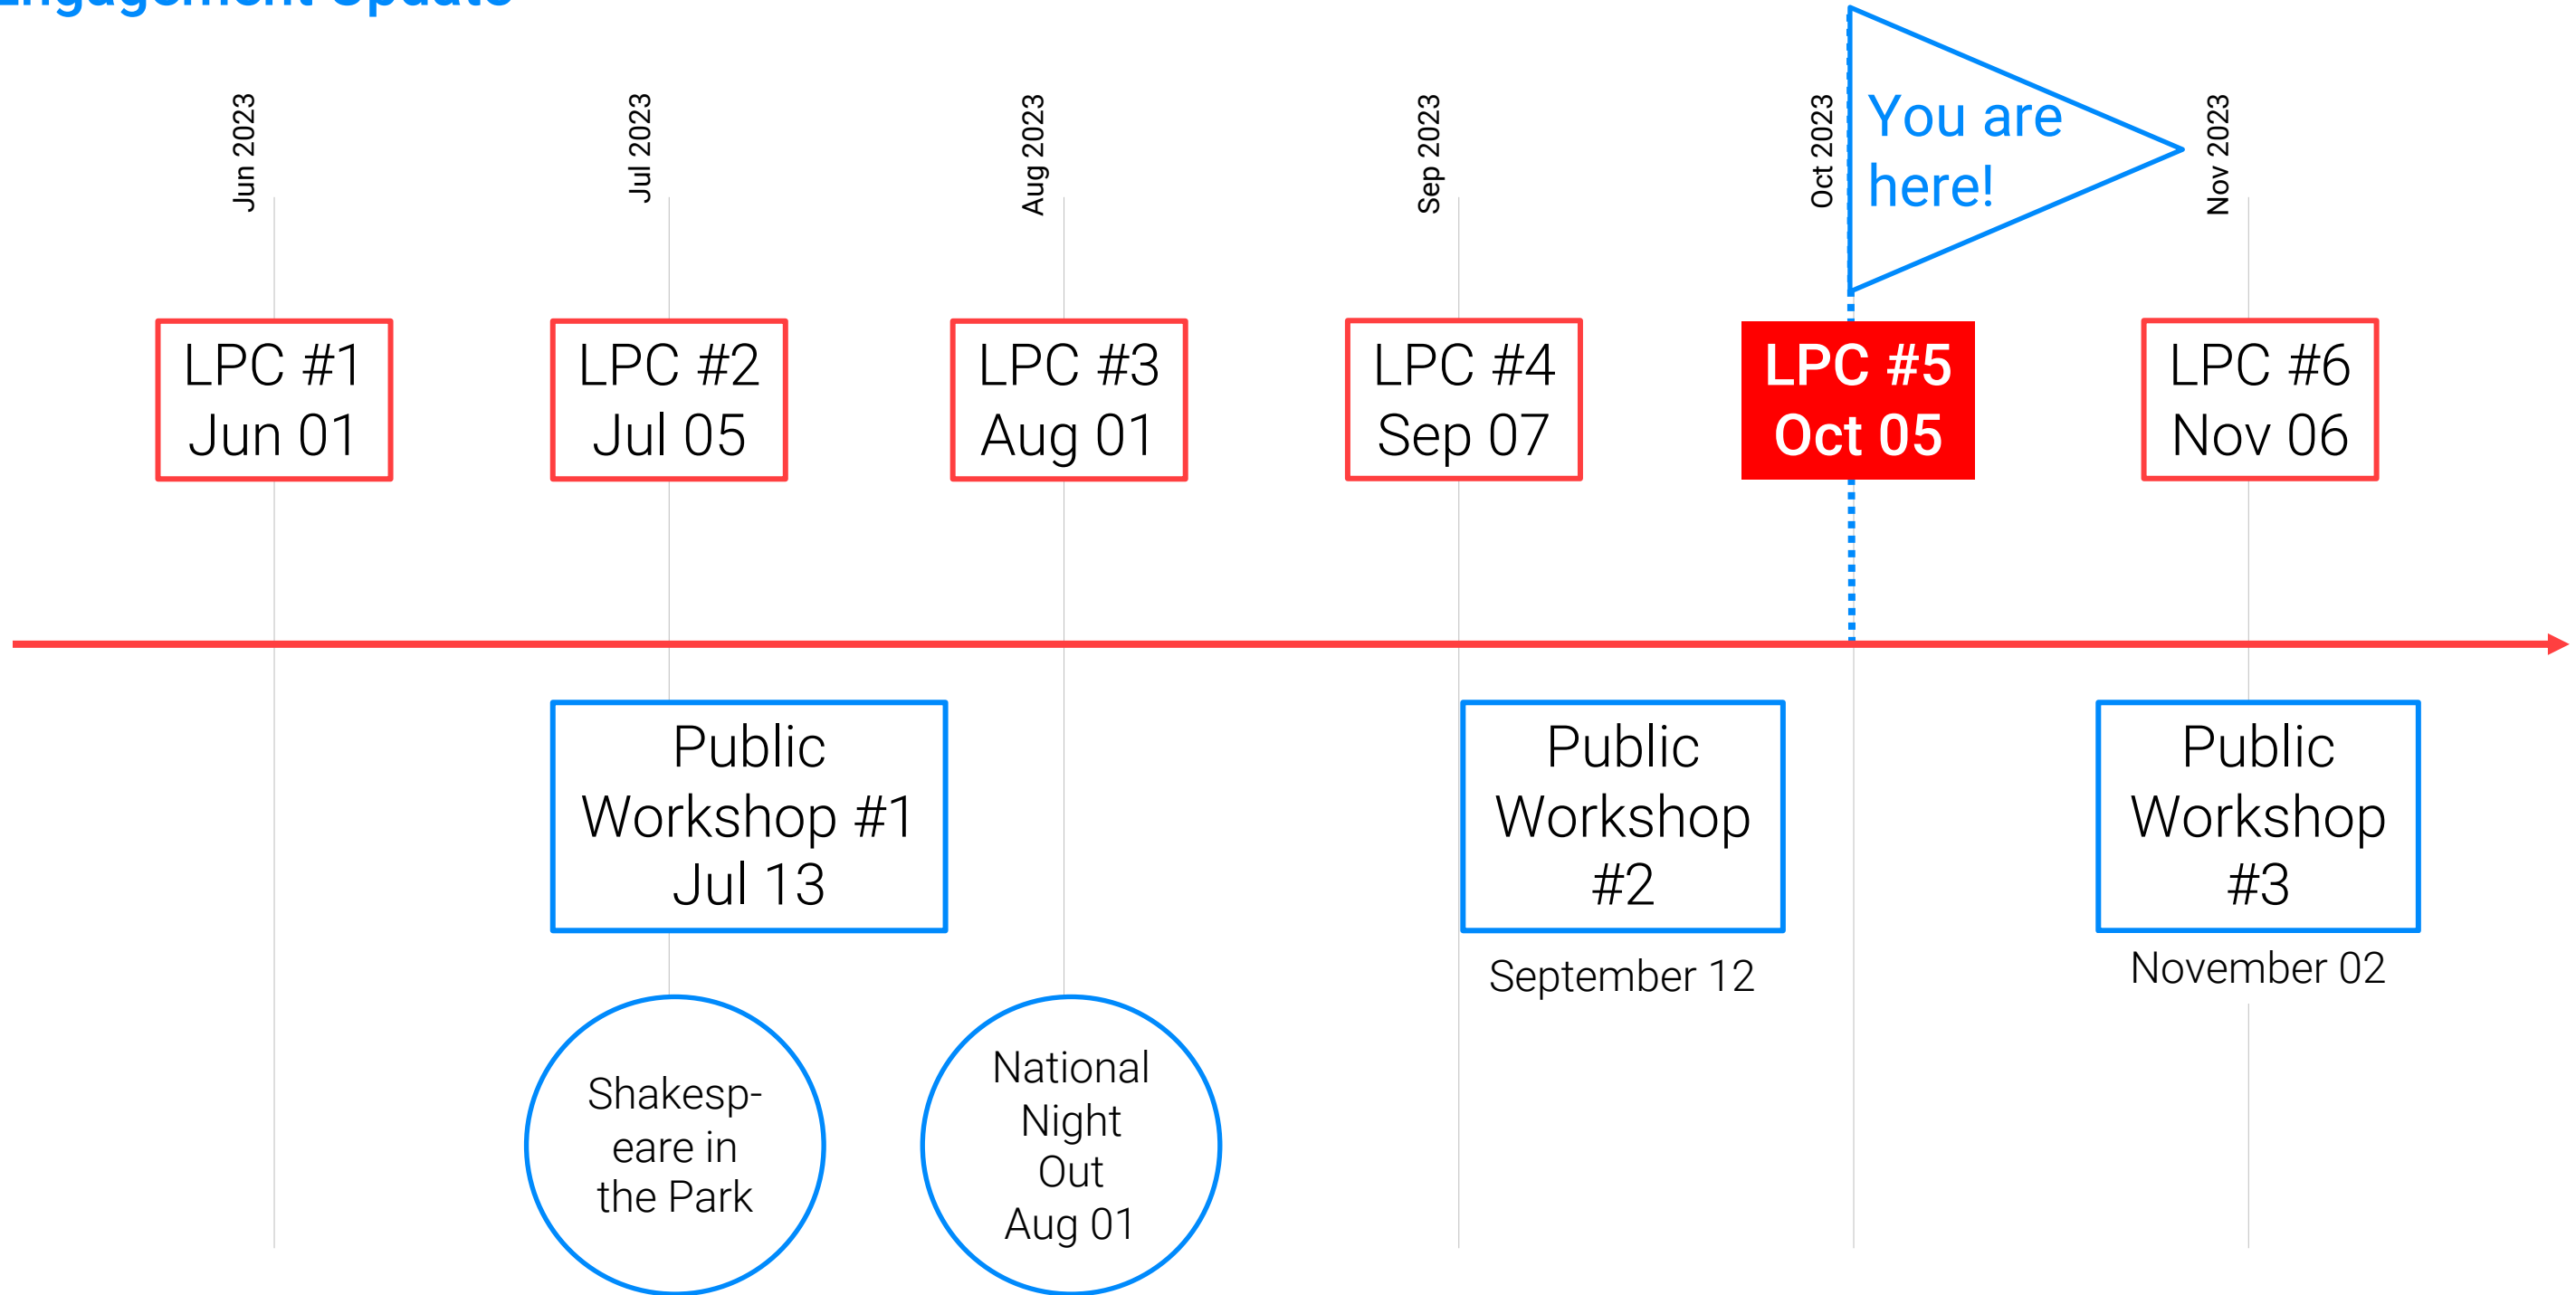 Engagement Update
Jun 2023
Jul 2023
Aug 2023
Sep 2023
Oct 2023
Nov 2023
You are
here!
LPC #1
Jun 01
LPC #2
Jul 05
LPC #3
Aug 01
LPC #4
Sep 07
LPC #5
Oct 05
LPC #6
Nov 06
Public
Workshop #1
Jul 13
Public
Workshop
#2
September 12
Public
Workshop
#3
November 02
Shakesp-
eare in
the Park
National
Night
Out
Aug 01